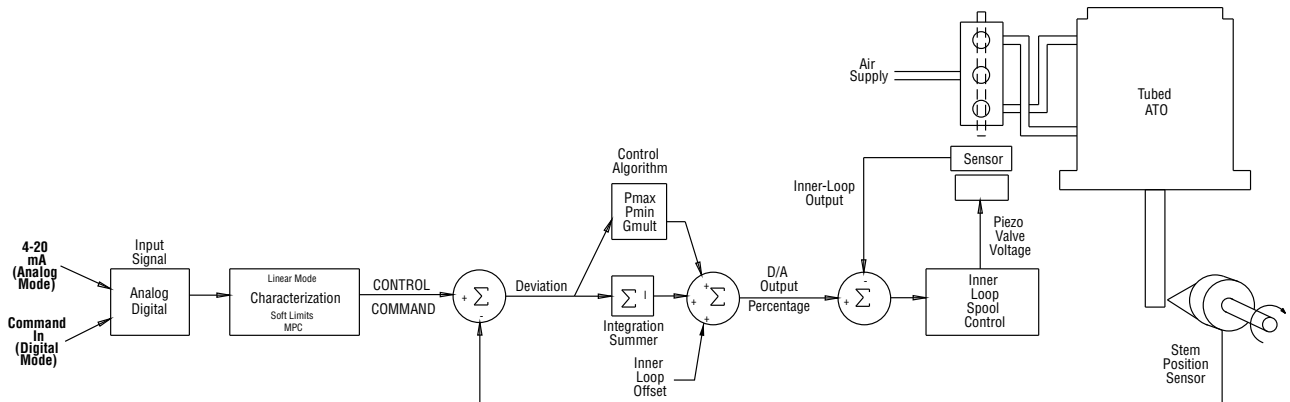 4-20
mA
(Analog
Mode)
Command
In
(Digital
Mode)
Input
Signal
Analog
Digital
Linear Mode
Characterization
Soft Limits
MPC
CONTROL
COMMAND
+ Σ
-
Deviation
Control
Algorithm
Pmax
Pmin
Gmult
Σ I
Integration
Summer
Inner
Loop
Offset
+
+ Σ
+
D/A
Output
Percentage
Inner-Loop
Output
-
+ Σ
Inner
Loop
Spool
Control
Piezo
Valve
Voltage
Sensor
Air
Supply
Tubed
ATO
Stem
Position
Sensor